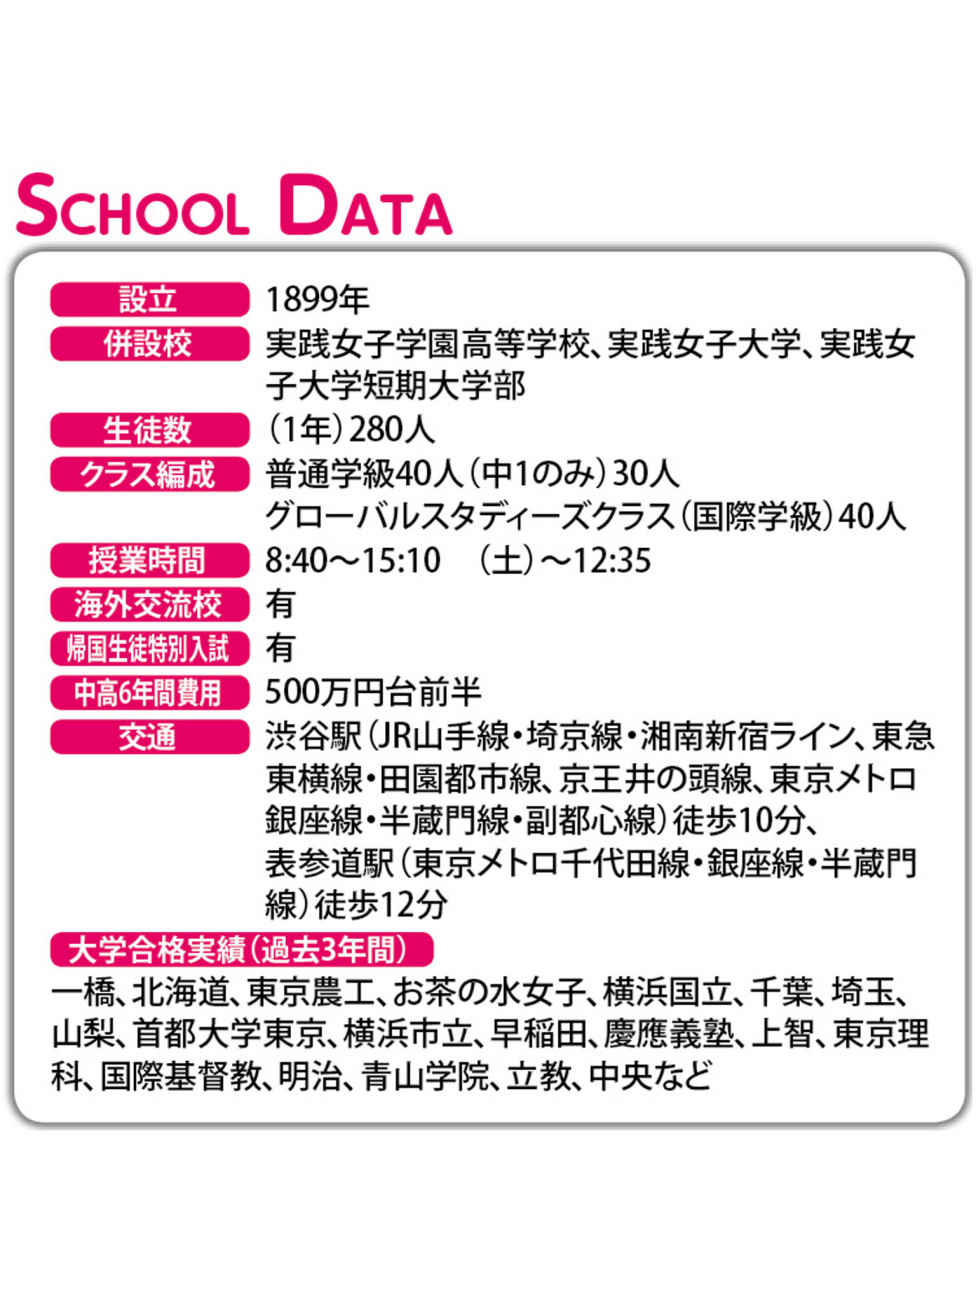 SCHOOL DATA
設立 1899年
併設校 実践女子学園高等学校、実践女子大学、実践女
子大学短期大学部
生徒数 （1年）280人
クラス編成 普通学級40人（中1のみ）30人
グローバルスタディーズクラス（国際学級）40人
授業時間 8:40〜15:10　（土）〜12:35
海外交流校 有
帰国生徒特別入試 有
中高6年間費用 500万円台前半
交通 渋谷駅（JR山手線・埼京線・湘南新宿ライン、東急
東横線・田園都市線、京王井の頭線、東京メトロ
銀座線・半蔵門線・副都心線）徒歩10分、
表参道駅（東京メトロ千代田線・銀座線・半蔵門
線）徒歩12分
大学合格実績（過去3年間）
一橋、北海道、東京農工、お茶の水女子、横浜国立、千葉、埼玉、
山梨、首都大学東京、横浜市立、早稲田、慶應義塾、上智、東京理
科、国際基督教、明治、青山学院、立教、中央など